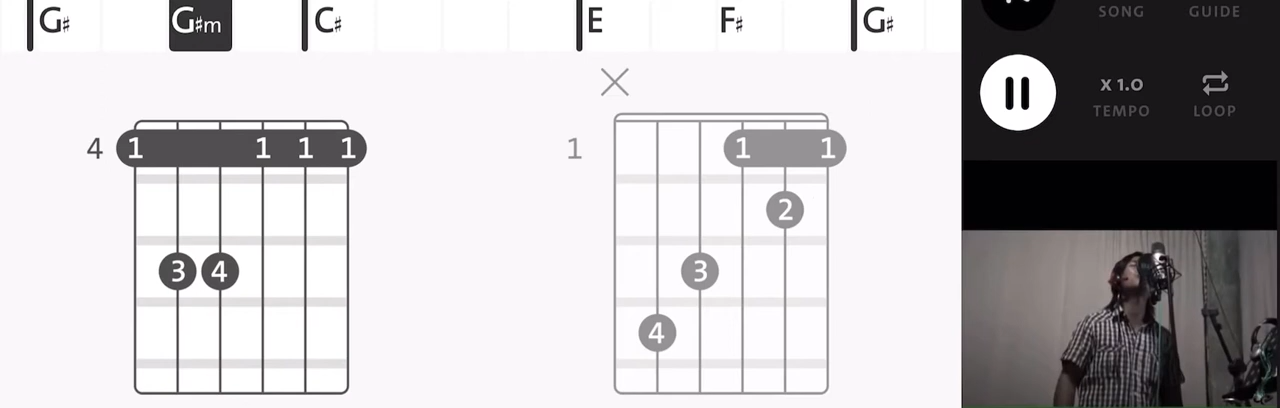 G♯ G♯m C♯ E F♯ G♯
SONG GUIDE
X 1.0
TEMPO LOOP
4 1 1 1 1
3 4
1 1 1
2
3
4